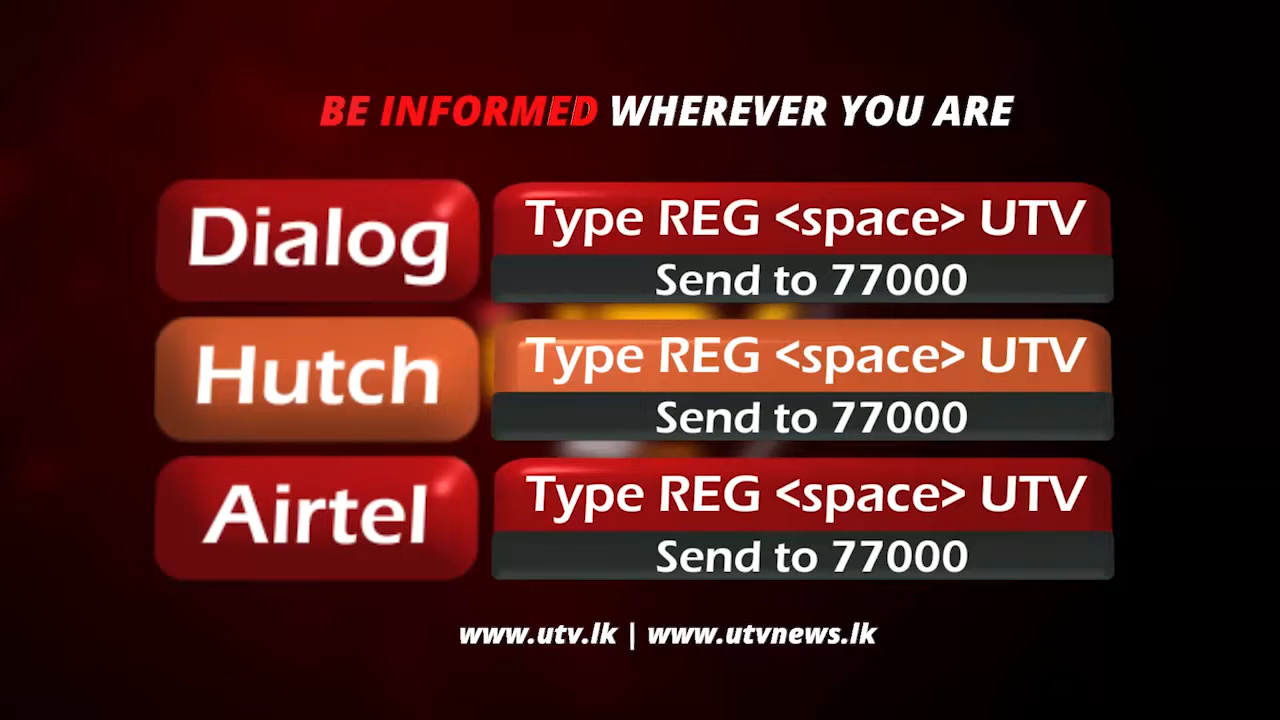 BE INFORMED WHEREVER YOU ARE
Dialog
Type REG <space> UTV
Send to 77000
Hutch
Type REG <space> UTV
Send to 77000
Airtel
Type REG <space> UTV
Send to 77000
www.utv.lk | www.utvnews.lk